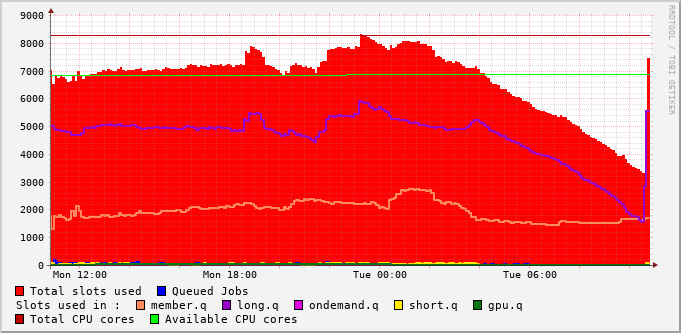 9000
8000
7000
6000
5000
4000
3000
2000
1000
0
Mon 12:00 Mon 18:00 Tue 00:00 Tue 06:00
RRDTOOL / TOBI OETIKER
Total slots used Queued Jobs
Slots used in : member.q long.q ondemand.q short.q gpu.q
Total CPU cores Available CPU cores